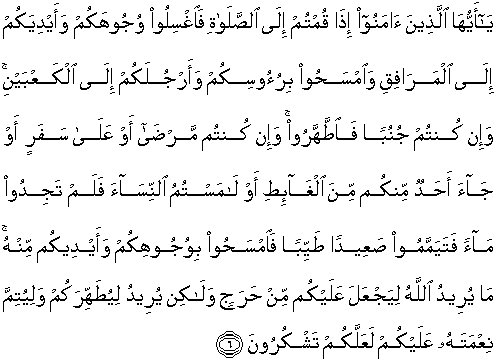 يَـٰٓأَيُّهَا ٱلَّذِينَ ءَامَنُوٓا۟ إِذَا قُمْتُمْ إِلَى ٱلصَّلَوٰةِ فَٱغْسِلُوا۟ وُجُوهَكُمْ وَأَيْدِيَكُمْ
إِلَى ٱلْمَرَافِقِ وَٱمْسَحُوا۟ بِرُءُوسِكُمْ وَأَرْجُلَكُمْ إِلَى ٱلْكَعْبَيْنِ ۚ
وَإِن كُنتُمْ جُنُبًا فَٱطَّهَّرُوا۟ ۚ وَإِن كُنتُم مَّرْضَىٰٓ أَوْ عَلَىٰ سَفَرٍ أَوْ
جَآءَ أَحَدٌ مِّنكُم مِّنَ ٱلْغَآئِطِ أَوْ لَـٰمَسْتُمُ ٱلنِّسَآءَ فَلَمْ تَجِدُوا۟
مَآءً فَتَيَمَّمُوا۟ صَعِيدًا طَيِّبًا فَٱمْسَحُوا۟ بِوُجُوهِكُمْ وَأَيْدِيكُم مِّنْهُ ۚ
مَا يُرِيدُ ٱللَّهُ لِيَجْعَلَ عَلَيْكُم مِّنْ حَرَجٍ وَلَـٰكِن يُرِيدُ لِيُطَهِّرَكُمْ وَلِيُتِمَّ
نِعْمَتَهُۥ عَلَيْكُمْ لَعَلَّكُمْ تَشْكُرُونَ ﴿٦﴾